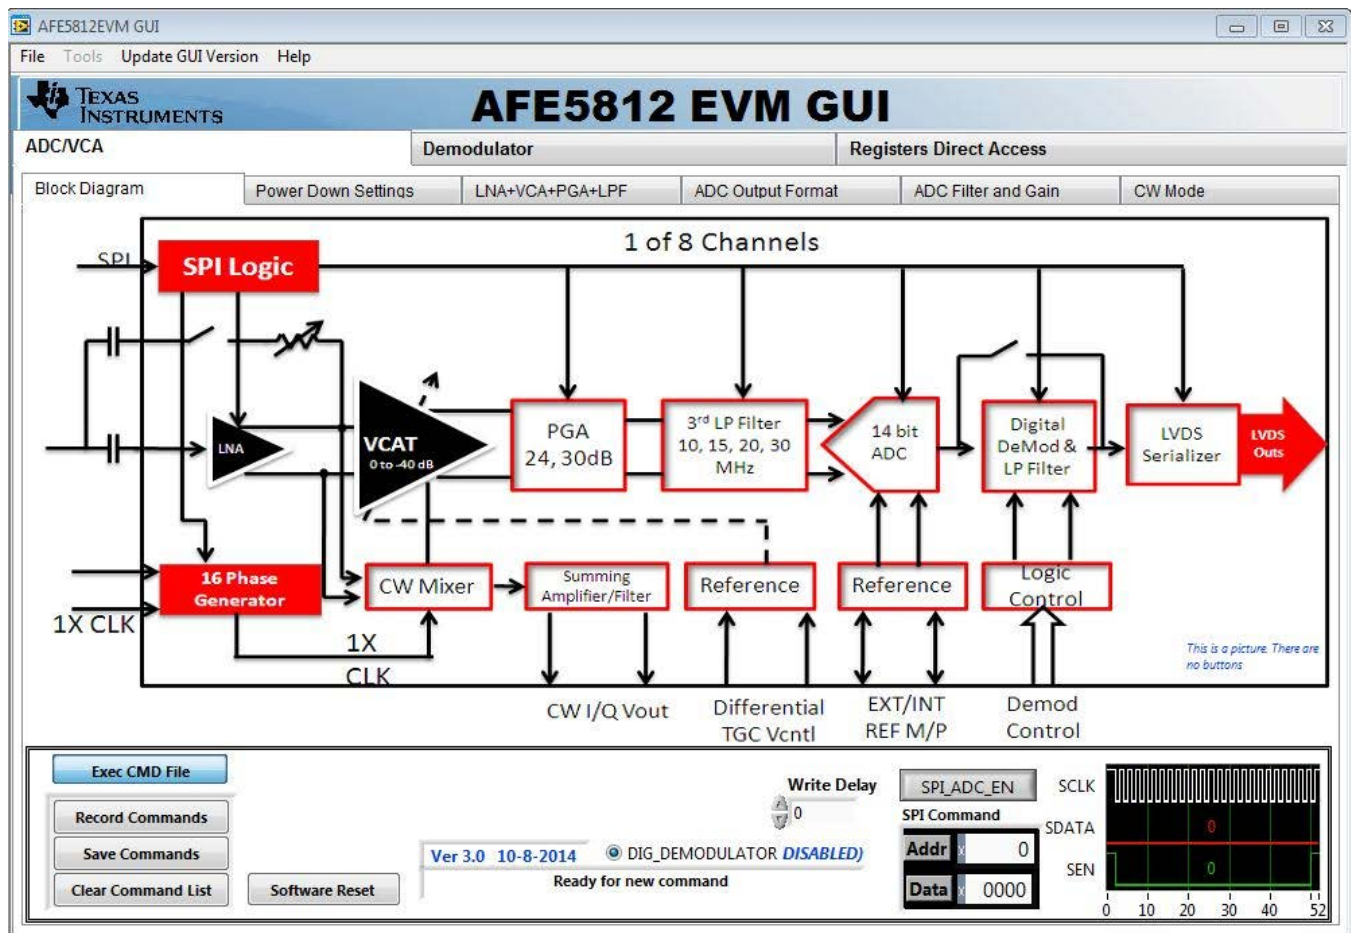 AFE5812EVM GUI
File Tools Update GUI Version Help
TEXAS
INSTRUMENTS
AFE5812 EVM GUI
ADC/VCA
Demodulator
Registers Direct Access
Block Diagram
Power Down Settings
LNA+VCA+PGA+LPF
ADC Output Format
ADC Filter and Gain
CW Mode
1 of 8 Channels
SPI
SPI Logic
LNA
VCAT
0 to -40 dB
PGA
24, 30dB
3rd LP Filter
10, 15, 20, 30
MHz
14 bit
ADC
Digital
DeMod &
LP Filter
LVDS
Serializer
LVDS
Outs
16 Phase
Generator
1X CLK
CW Mixer
Summing
Amplifier/Filter
Reference
Reference
Logic
Control
1X
CLK
This is a picture. There are
no buttons
CW I/Q Vout
Differential
TGC Vcntl
EXT/INT
REF M/P
Demod
Control
Exec CMD File
Record Commands
Save Commands
Clear Command List
Software Reset
Ver 3.0 10-8-2014
DIG_DEMODULATOR DISABLED)
Ready for new command
Write Delay
0
SPI_ADC_EN
SPI Command
Addr x 0
Data x 0000
SCLK
SDATA
0
SEN
0
0 10 20 30 40 52